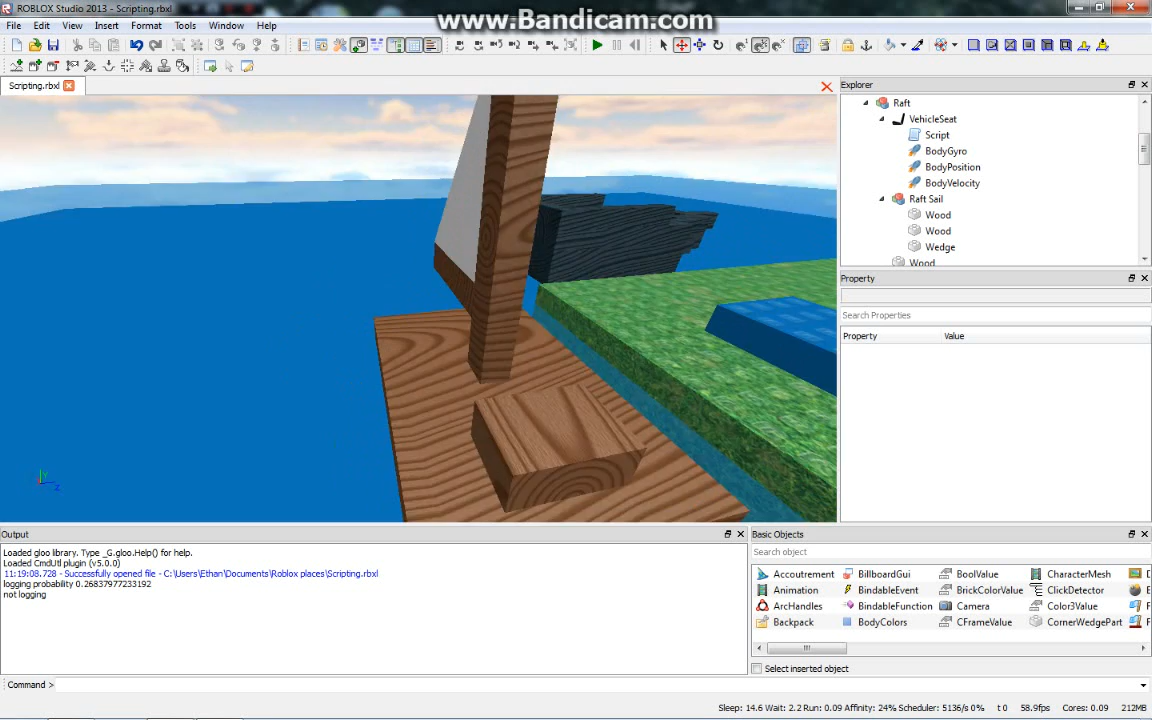 ROBLOX Studio 2013 - Scripting.rbxl
www.Bandicam.com
File Edit View Insert Format Tools Window Help
Scripting.rbxl
Explorer
Raft
VehicleSeat
Script
BodyGyro
BodyPosition
BodyVelocity
Raft Sail
Wood
Wood
Wedge
Wood
Property
Search Properties
Property Value
Output
Loaded gloo library. Type _G.gloo.Help() for help.
Loaded CmdUtl plugin (v5.0.0)
11:19:08.728 - Successfully opened file - C:\Users\Ethan\Documents\Roblox places\Scripting.rbxl
logging probability 0.26837977233192
not logging
Basic Objects
Search object
Accoutrement BillboardGui BoolValue CharacterMesh D
Animation BindableEvent BrickColorValue ClickDetector E
ArcHandles BindableFunction Camera Color3Value F
Backpack BodyColors CFrameValue CornerWedgePart F
Select inserted object
Command >
Sleep: 14.6 Wait: 2.2 Run: 0.09 Affinity: 24% Scheduler: 5136/s 0% t 0 58.9fps Cores: 0.09 212MB